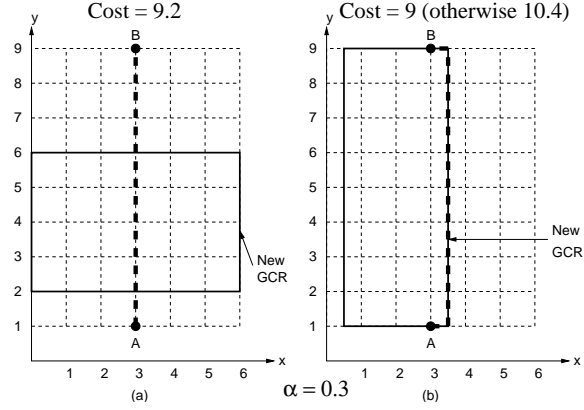 Cost = 9.2
Cost = 9 (otherwise 10.4)
y
B
9
8
7
6
5
4
3
2
1
New
GCR
A
x
1 2 3 4 5 6
(a)
y
B
9
8
7
6
5
4
3
2
1
New
GCR
A
x
1 2 3 4 5 6
(b)
α = 0.3